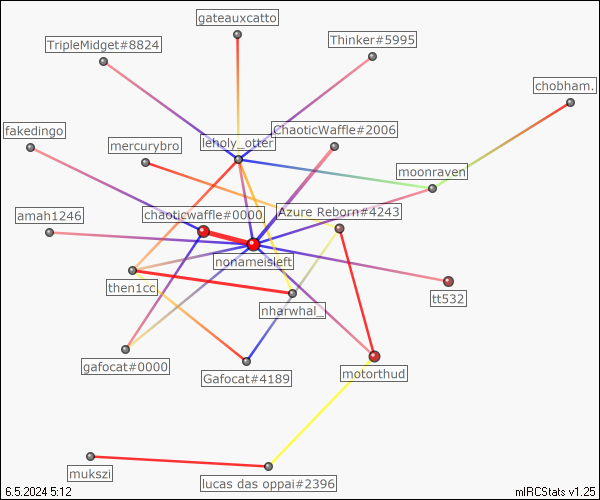 gateauxcatto
TripleMidget#8824
Thinker#5995
chobham.
fakedingo
ChaoticWaffle#2006
mercurybro
leholy_otter
moonraven
amah1246
chaoticwaffle#0000
Azure Reborn#4243
nonameisleft
then1cc
tt532
nharwhal_
gafocat#0000
Gafocat#4189
motorthud
mukszi
lucas das oppai#2396
6.5.2024 5:12
mIRCStats v1.25